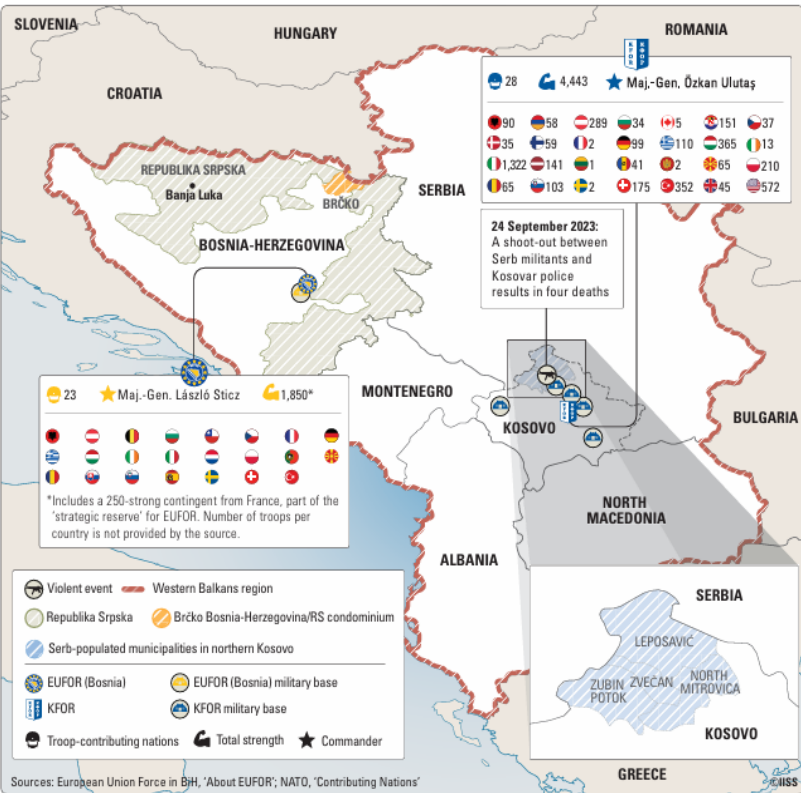 SLOVENIA
HUNGARY
ROMANIA
CROATIA
KFOR
28
4,443
Maj.-Gen. Özkan Ulutaş
90 58 289 34 5 151 37
35 59 2 99 110 365 13
1,322 141 1 41 2 65 210
65 103 2 175 352 45 572
REPUBLIKA SRPSKA
Banja Luka
BRČKO
SERBIA
BOSNIA-HERZEGOVINA
24 September 2023:
A shoot-out between
Serb militants and
Kosovar police
results in four deaths
23
Maj.-Gen. László Sticz
1,850*
*Includes a 250-strong contingent from France, part of the
‘strategic reserve’ for EUFOR. Number of troops per
country is not provided by the source.
MONTENEGRO
KOSOVO
KFOR
BULGARIA
NORTH
MACEDONIA
ALBANIA
Violent event
Western Balkans region
Republika Srpska
Brčko Bosnia-Herzegovina/RS condominium
Serb-populated municipalities in northern Kosovo
EUFOR (Bosnia)
EUFOR (Bosnia) military base
KFOR
KFOR military base
Troop-contributing nations
Total strength
Commander
SERBIA
LEPOSAVIĆ
ZUBIN
POTOK
ZVEČAN
NORTH
MITROVICA
KOSOVO
GREECE
Sources: European Union Force in BiH, ‘About EUFOR’; NATO, ‘Contributing Nations’
©IISS